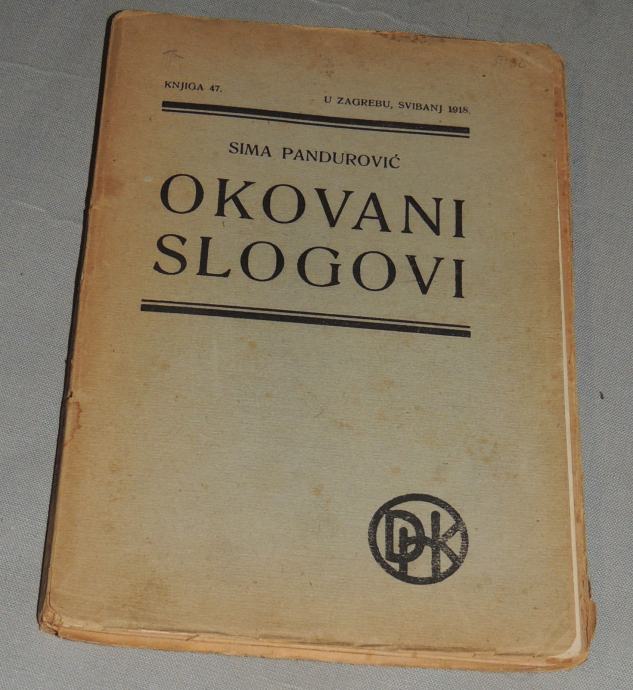 KNJIGA 47.
U ZAGREBU, SVIBANJ 1918.
SIMA PANDUROVIĆ
OKOVANI
SLOGOVI
DHK